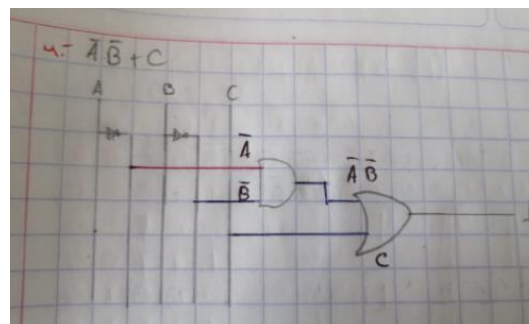 4.- A̅ B̅ + C
A B C
A̅
A̅ B̅
B̅
C